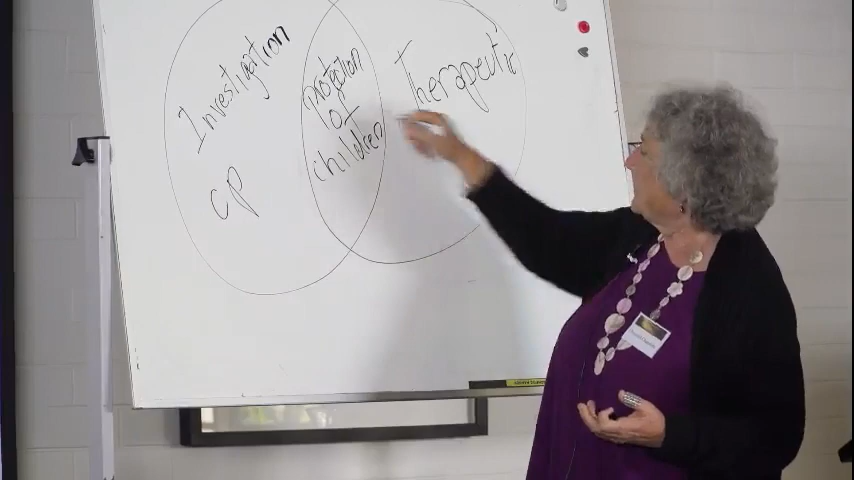 Investigation
CP
protection
of
children
Therapeutic